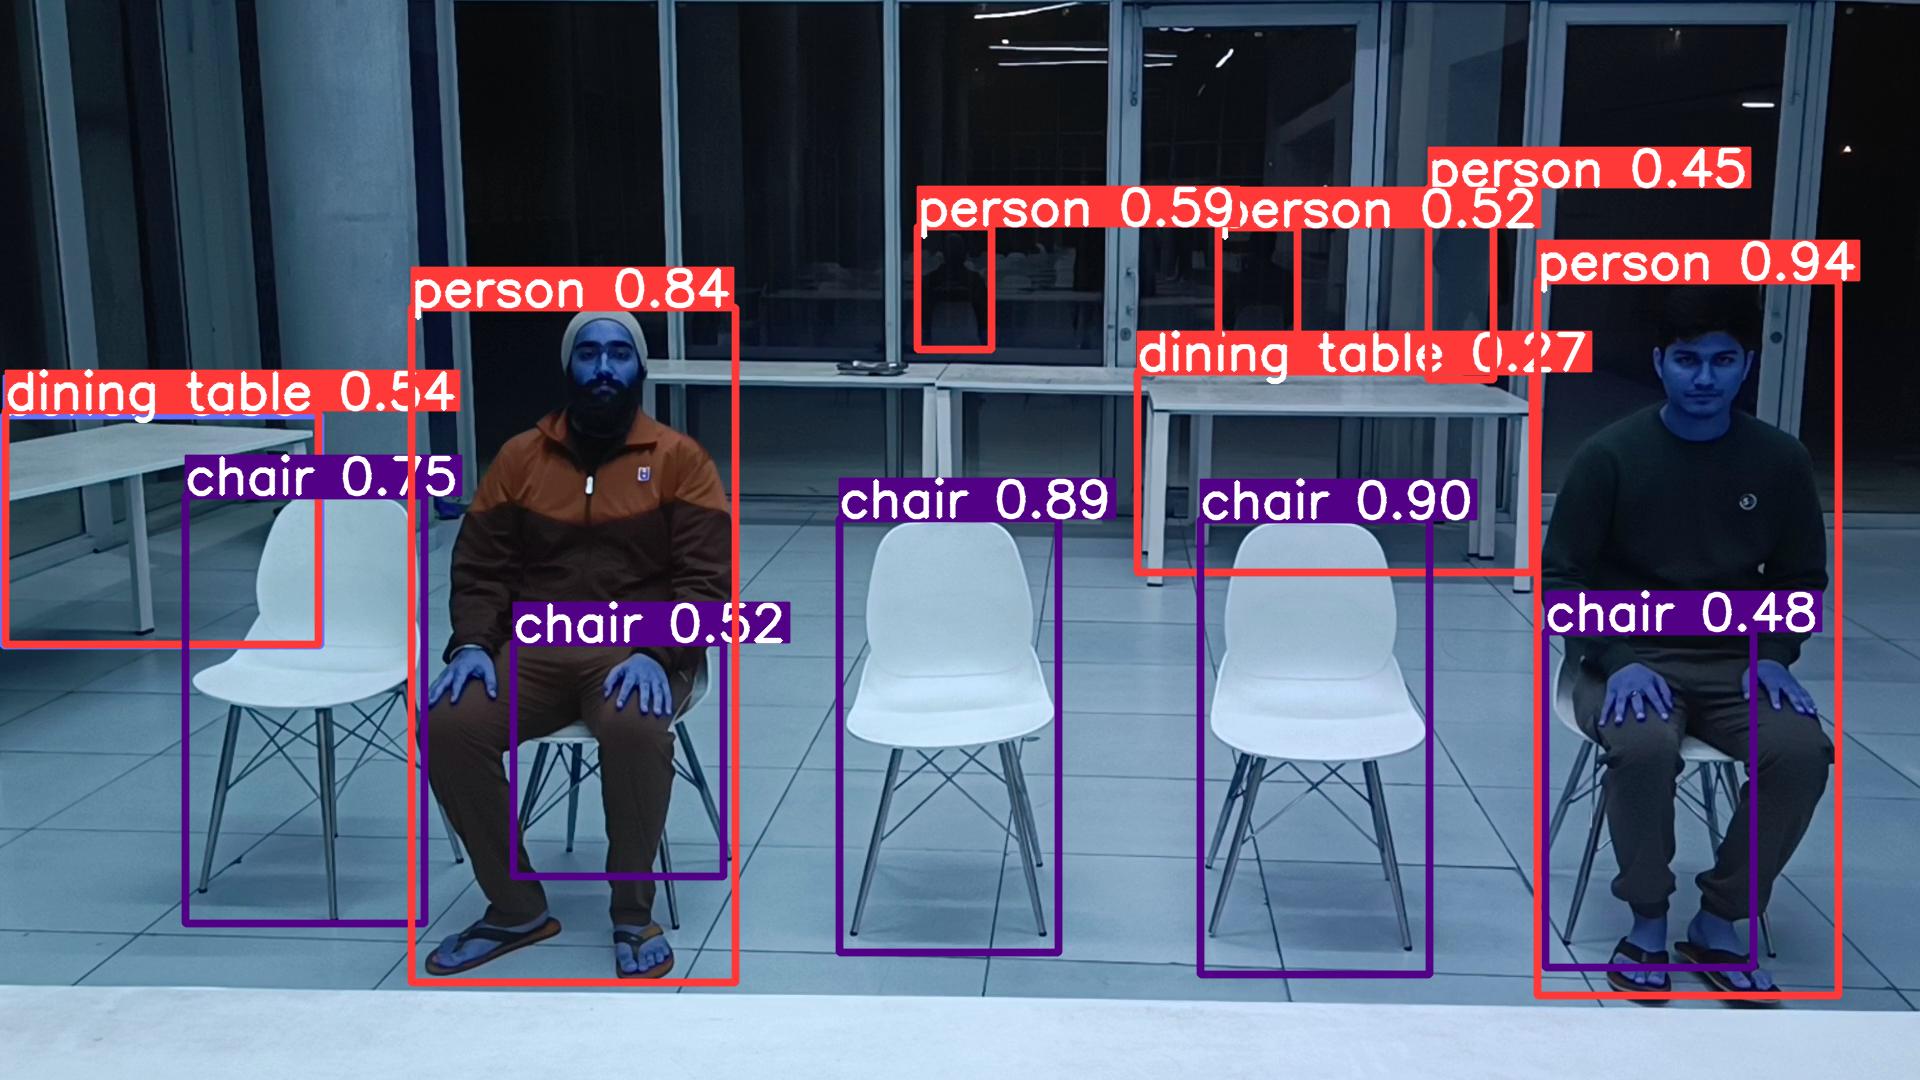 person 0.45
person 0.59
person 0.52
person 0.94
person 0.84
dining table 0.27
dining table 0.54
chair 0.75
chair 0.89
chair 0.90
chair 0.52
chair 0.48